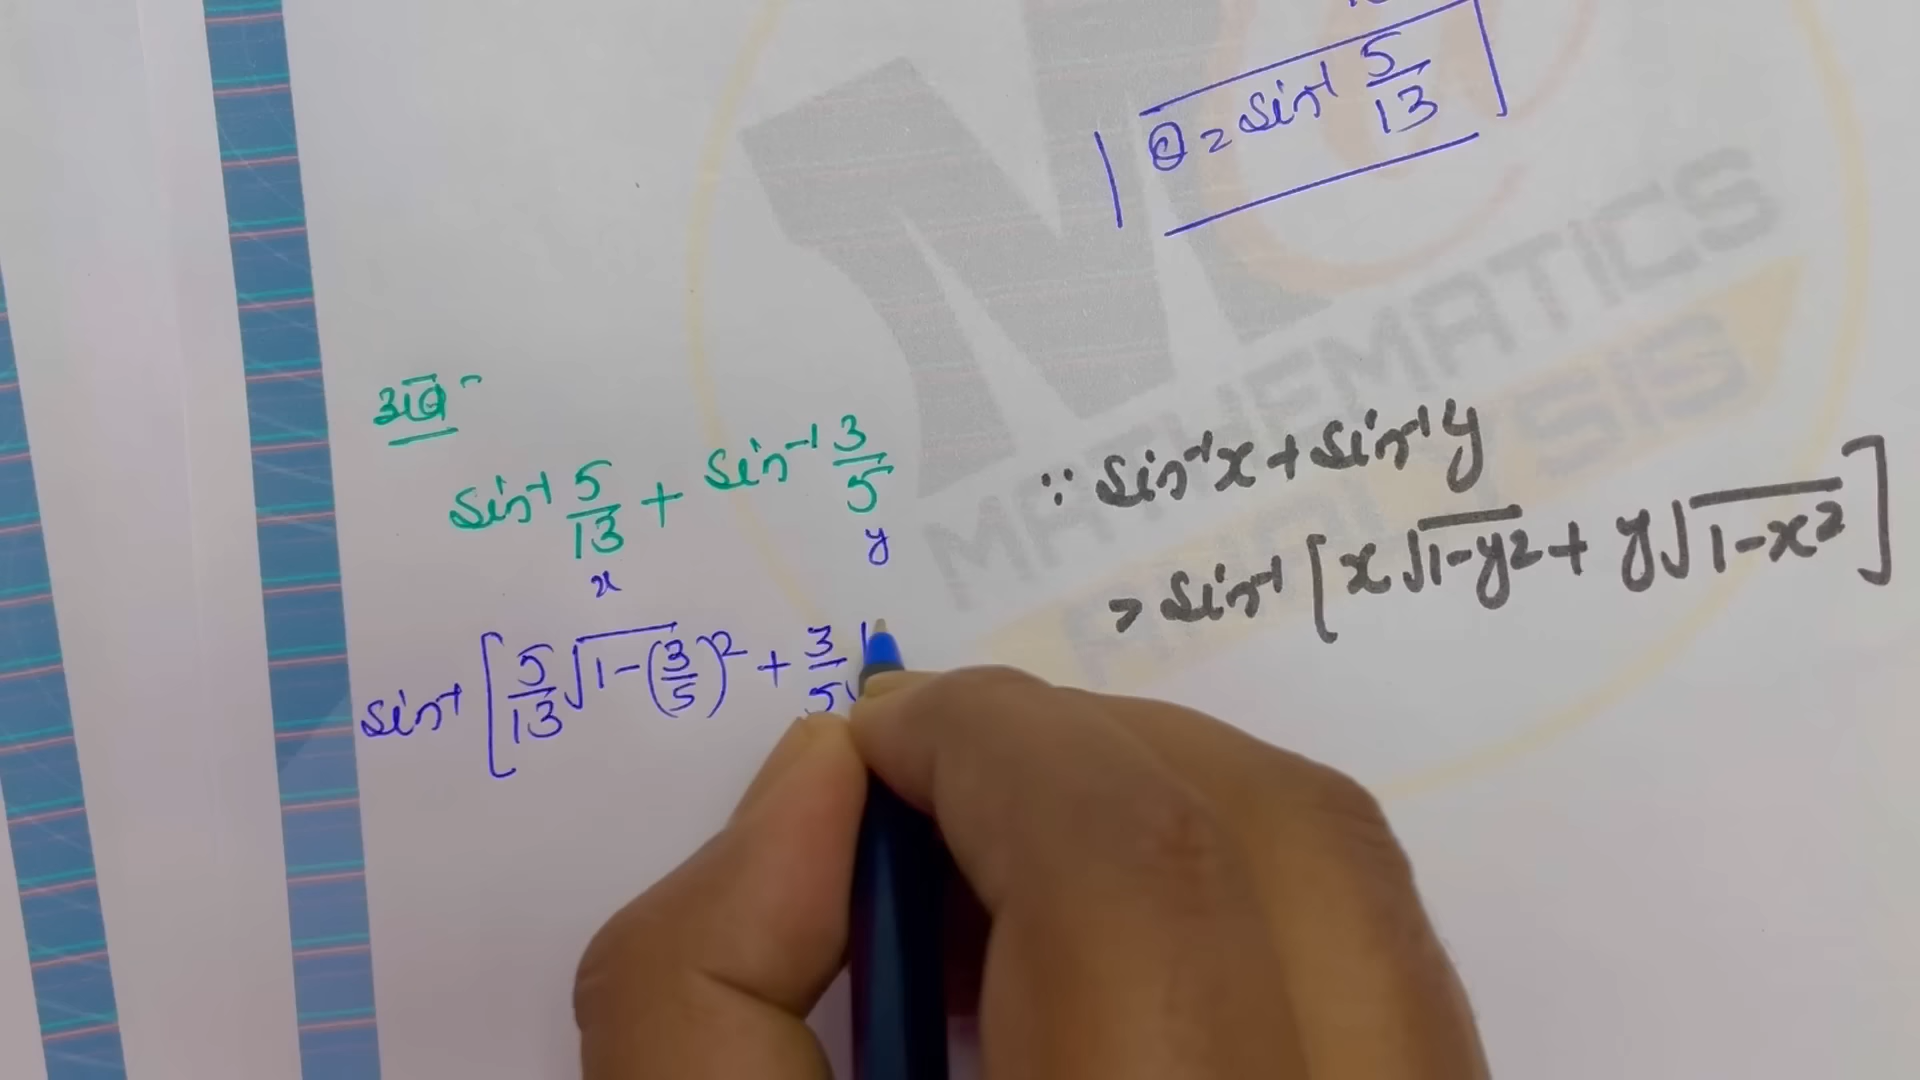 θ = sin⁻¹ 5/13
अब -
sin⁻¹ 5/13 + sin⁻¹ 3/5
x y
sin⁻¹ [ 5/13 √1-(3/5)² + 3/5
∵ sin⁻¹x + sin⁻¹y
= sin⁻¹ [ x√1-y² + y√1-x² ]
MATHEMATICS
ANALYSIS